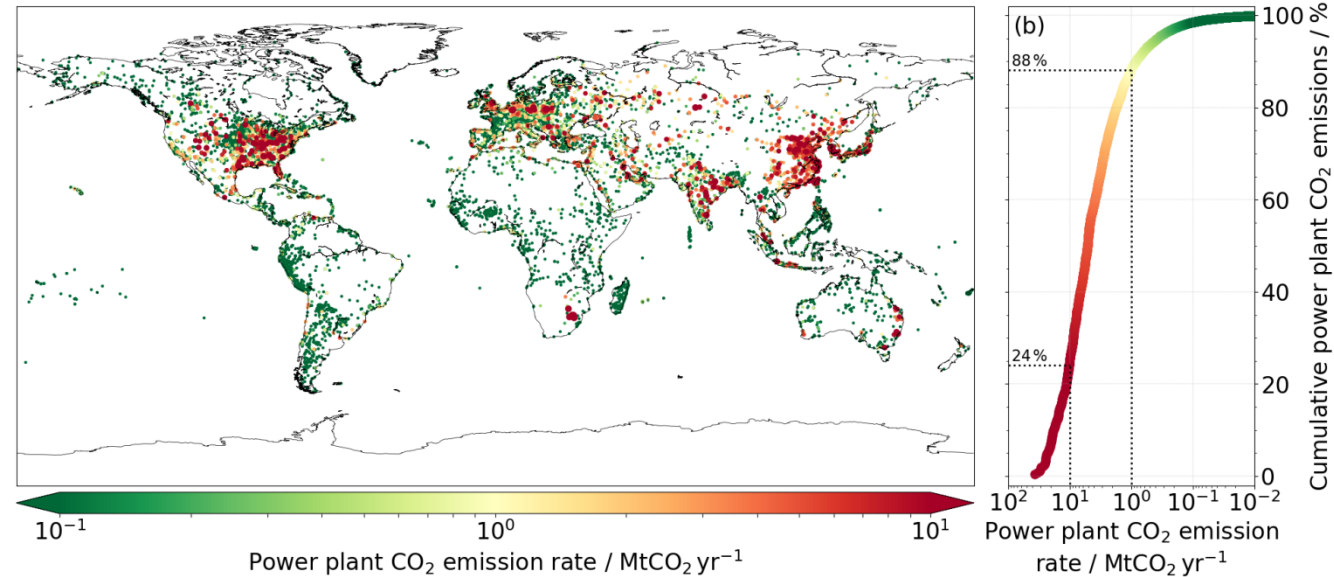 10⁻¹ 10⁰ 10¹
Power plant CO₂ emission rate / MtCO₂ yr⁻¹
(b)
88 %
24 %
100
80
60
40
20
0
Cumulative power plant CO₂ emissions / %
10² 10¹ 10⁰ 10⁻¹ 10⁻²
Power plant CO₂ emission
rate / MtCO₂ yr⁻¹